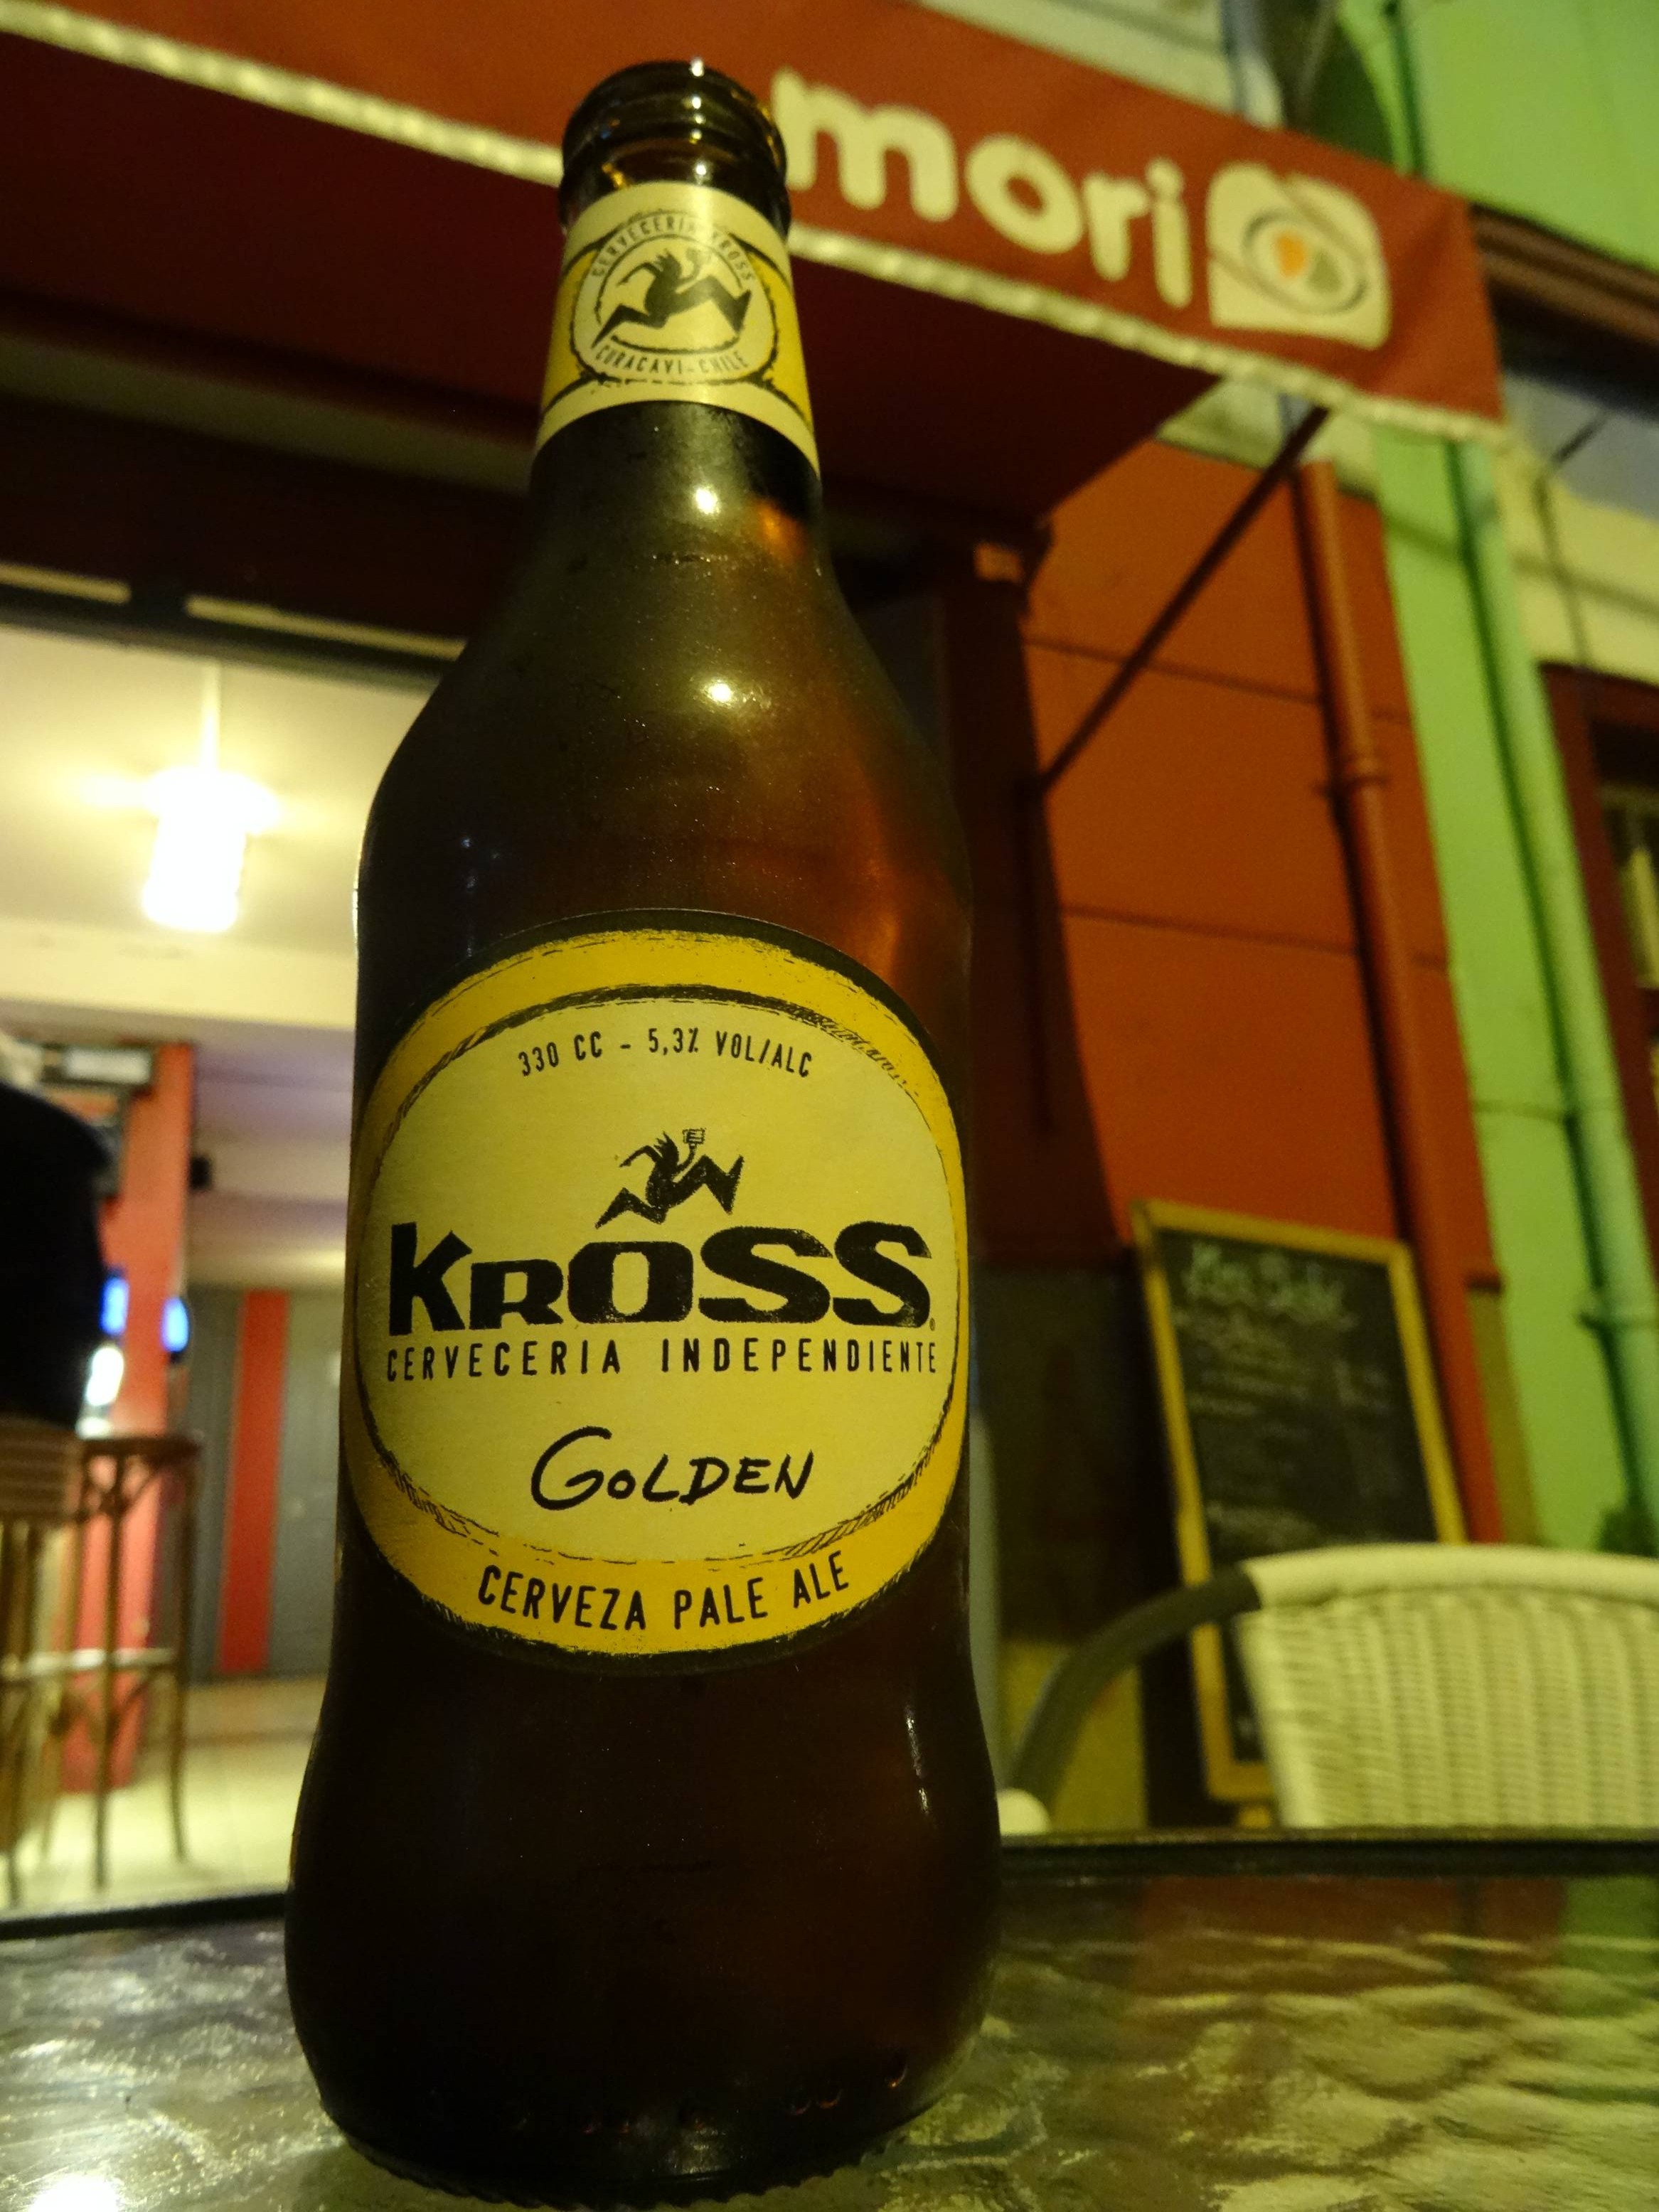 mori
CERVECERIA KROSS
CURACAVI - CHILE
330 CC - 5,3% VOL/ALC
KROSS
CERVECERIA INDEPENDIENTE
GOLDEN
CERVEZA PALE ALE